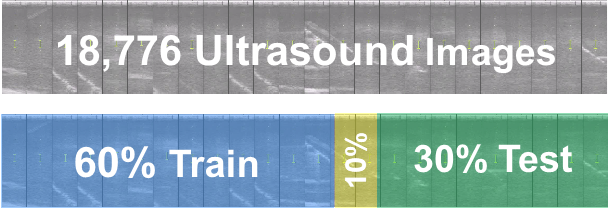 18,776 Ultrasound Images
60% Train
10%
30% Test